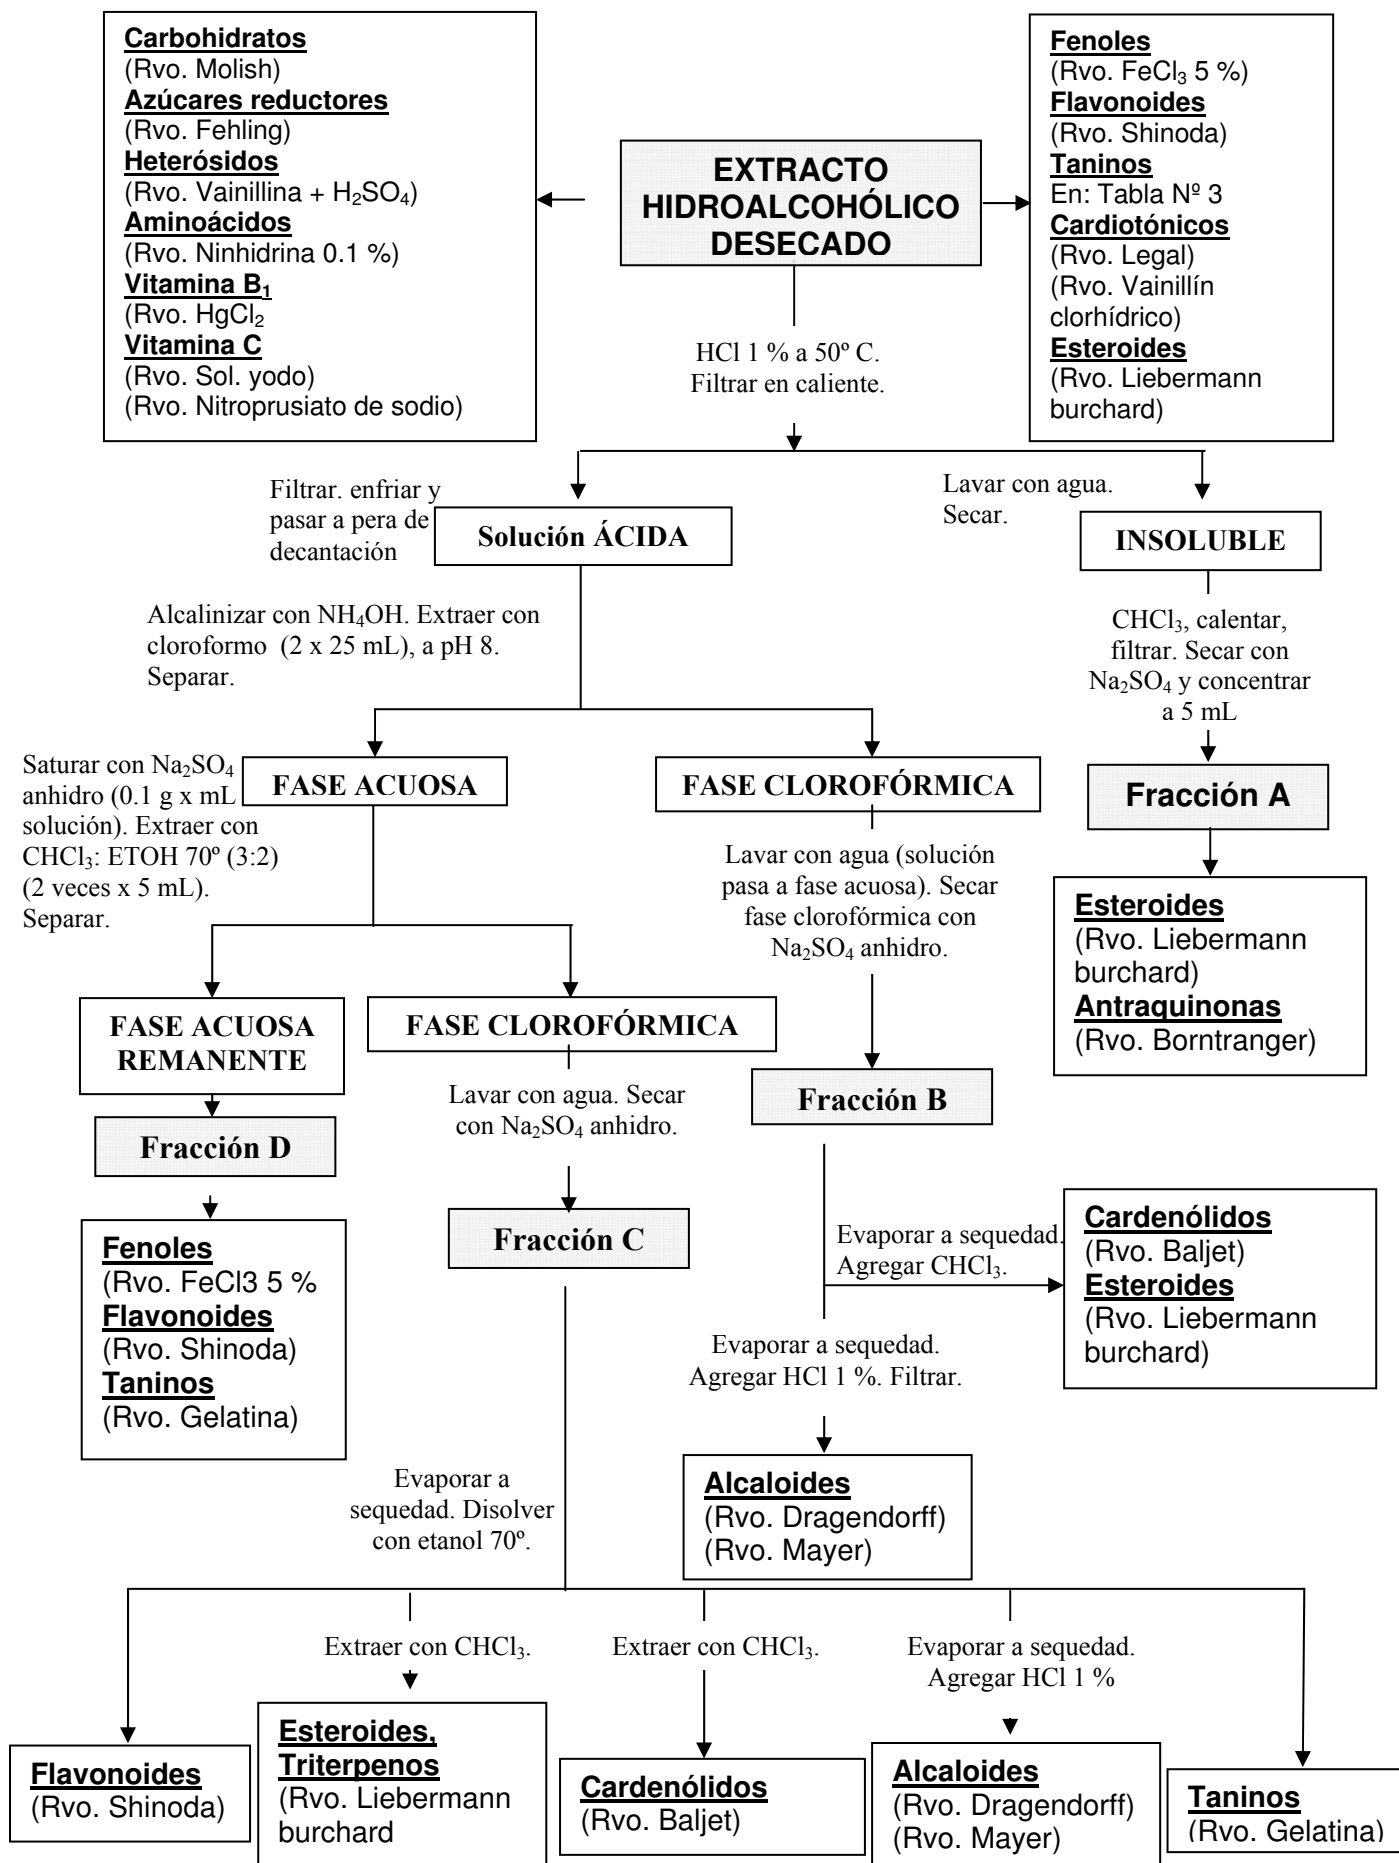 Carbohidratos
(Rvo. Molish)
Azúcares reductores
(Rvo. Fehling)
Heterósidos
(Rvo. Vainillina + H₂SO₄)
Aminoácidos
(Rvo. Ninhidrina 0.1 %)
Vitamina B₁
(Rvo. HgCl₂
Vitamina C
(Rvo. Sol. yodo)
(Rvo. Nitroprusiato de sodio)
EXTRACTO
HIDROALCOHÓLICO
DESECADO
Fenoles
(Rvo. FeCl₃ 5 %)
Flavonoides
(Rvo. Shinoda)
Taninos
En: Tabla Nº 3
Cardiotónicos
(Rvo. Legal)
(Rvo. Vainillín
clorhídrico)
Esteroides
(Rvo. Liebermann
burchard)
HCl 1 % a 50º C.
Filtrar en caliente.
Filtrar. enfriar y
pasar a pera de
decantación
Solución ÁCIDA
Lavar con agua.
Secar.
INSOLUBLE
Alcalinizar con NH₄OH. Extraer con
cloroformo (2 x 25 mL), a pH 8.
Separar.
CHCl₃, calentar,
filtrar. Secar con
Na₂SO₄ y concentrar
a 5 mL
Saturar con Na₂SO₄
anhidro (0.1 g x mL
solución). Extraer con
CHCl₃: ETOH 70º (3:2)
(2 veces x 5 mL).
Separar.
FASE ACUOSA
FASE CLOROFÓRMICA
Fracción A
Lavar con agua (solución
pasa a fase acuosa). Secar
fase clorofórmica con
Na₂SO₄ anhidro.
Esteroides
(Rvo. Liebermann
burchard)
Antraquinonas
(Rvo. Borntranger)
FASE ACUOSA
REMANENTE
FASE CLOROFÓRMICA
Lavar con agua. Secar
con Na₂SO₄ anhidro.
Fracción B
Fracción D
Fracción C
Evaporar a sequedad.
Agregar CHCl₃.
Cardenólidos
(Rvo. Baljet)
Esteroides
(Rvo. Liebermann
burchard)
Fenoles
(Rvo. FeCl3 5 %
Flavonoides
(Rvo. Shinoda)
Taninos
(Rvo. Gelatina)
Evaporar a sequedad.
Agregar HCl 1 %. Filtrar.
Evaporar a
sequedad. Disolver
con etanol 70º.
Alcaloides
(Rvo. Dragendorff)
(Rvo. Mayer)
Extraer con CHCl₃.
Extraer con CHCl₃.
Evaporar a sequedad.
Agregar HCl 1 %
Flavonoides
(Rvo. Shinoda)
Esteroides,
Triterpenos
(Rvo. Liebermann
burchard
Cardenólidos
(Rvo. Baljet)
Alcaloides
(Rvo. Dragendorff)
(Rvo. Mayer)
Taninos
(Rvo. Gelatina)